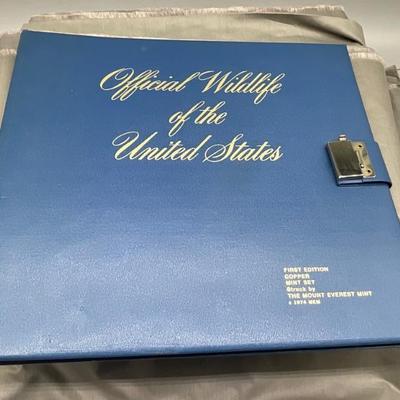 Official Wildlife
of the
United States
FIRST EDITION
COPPER
MINT SET
Struck by
THE MOUNT EVEREST MINT
© 1974 MEM